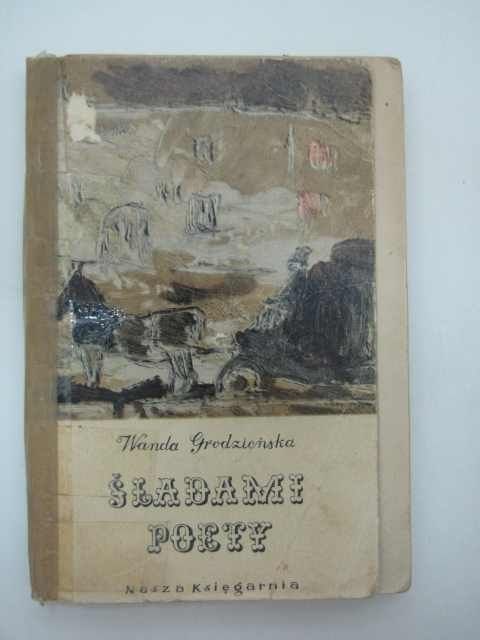 Wanda Grodzieńska
ŚLADAMI
POETY
Nasza Księgarnia